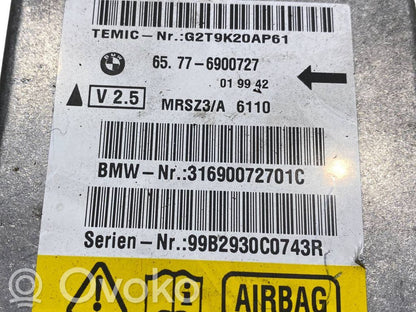 TEMIC-Nr.:G2T9K20AP61
65.77-6900727
01 99 42
V 2.5
MRSZ3/A 6110
BMW-Nr.:31690072701C
Serien-Nr.:99B2930C0743R
AIRBAG
Ovoko